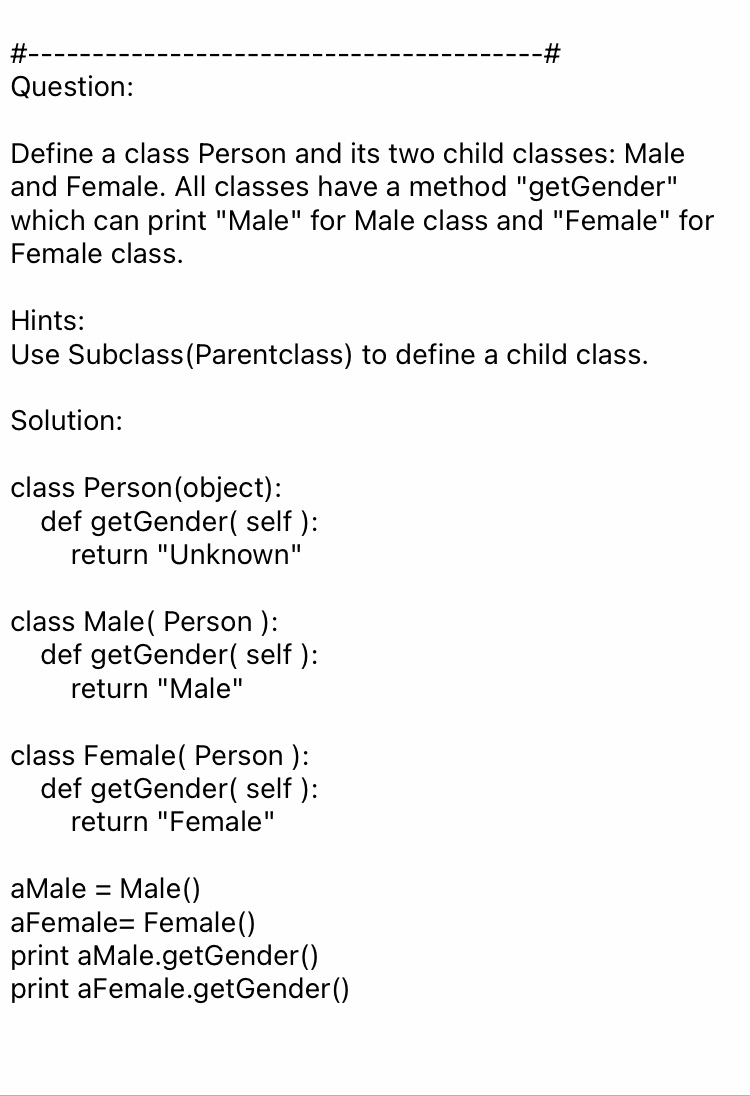 #----------------------------------------#
Question:
Define a class Person and its two child classes: Male
and Female. All classes have a method "getGender"
which can print "Male" for Male class and "Female" for
Female class.
Hints:
Use Subclass(Parentclass) to define a child class.
Solution:
class Person(object):
    def getGender( self ):
        return "Unknown"
class Male( Person ):
    def getGender( self ):
        return "Male"
class Female( Person ):
    def getGender( self ):
        return "Female"
aMale = Male()
aFemale= Female()
print aMale.getGender()
print aFemale.getGender()